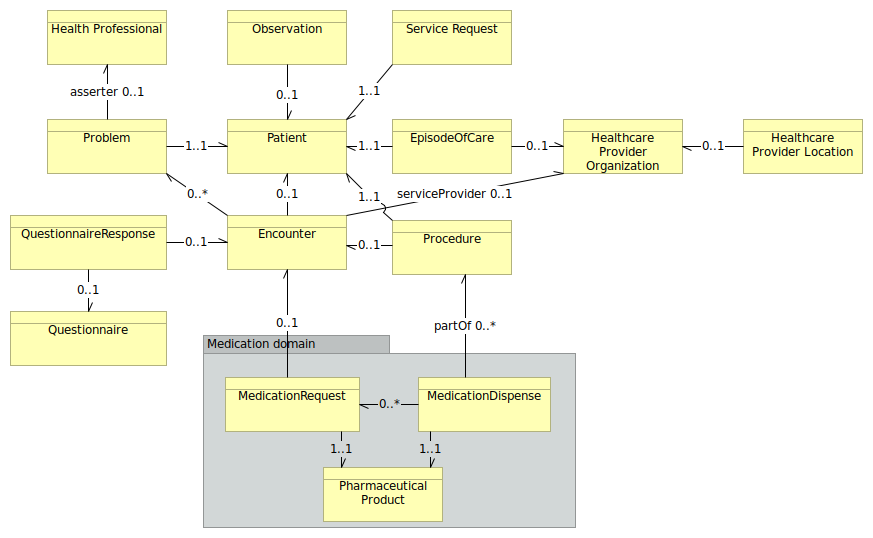 Health Professional
Observation
Service Request
asserter 0..1
0..1
1..1
Problem
1..1
Patient
1..1
EpisodeOfCare
0..1
Healthcare
Provider
Organization
0..1
Healthcare
Provider Location
0..*
0..1
1..1
serviceProvider 0..1
QuestionnaireResponse
0..1
Encounter
0..1
Procedure
0..1
Questionnaire
0..1
partOf 0..*
Medication domain
MedicationRequest
0..*
MedicationDispense
1..1
1..1
Pharmaceutical
Product